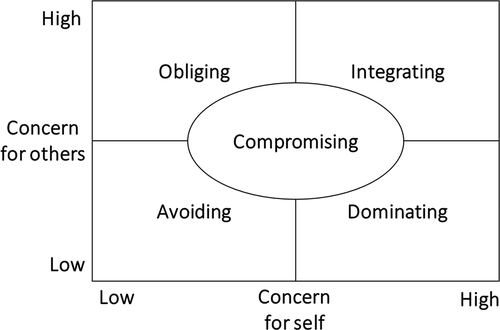 High
Obliging
Integrating
Concern
for others
Compromising
Avoiding
Dominating
Low
Low
Concern
for self
High